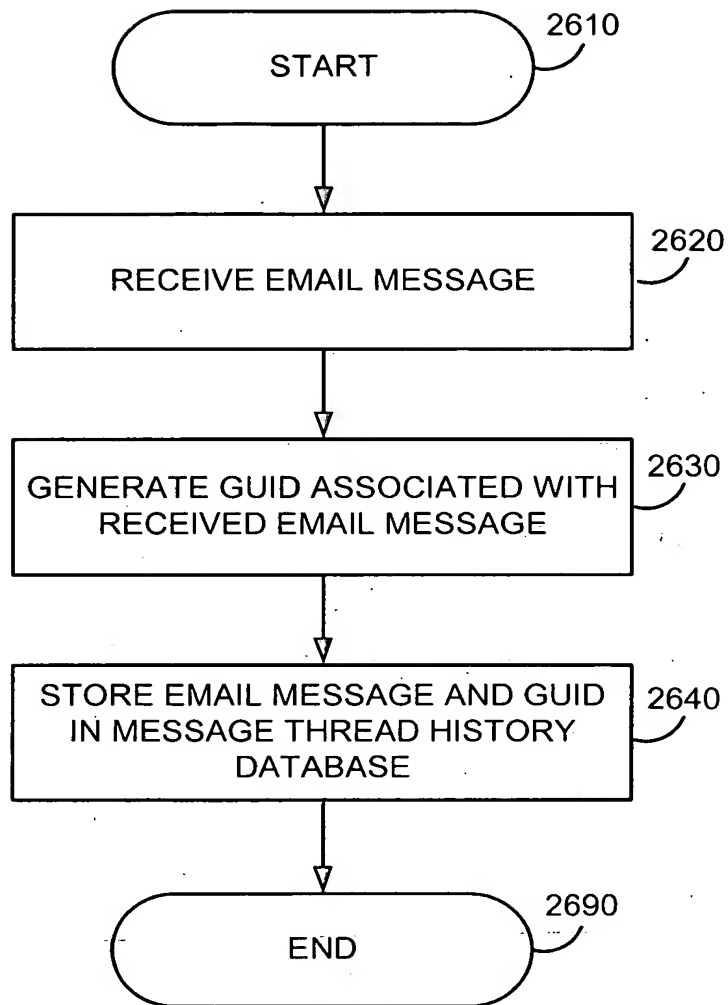 2610
START
2620
RECEIVE EMAIL MESSAGE
2630
GENERATE GUID ASSOCIATED WITH
RECEIVED EMAIL MESSAGE
2640
STORE EMAIL MESSAGE AND GUID
IN MESSAGE THREAD HISTORY
DATABASE
2690
END